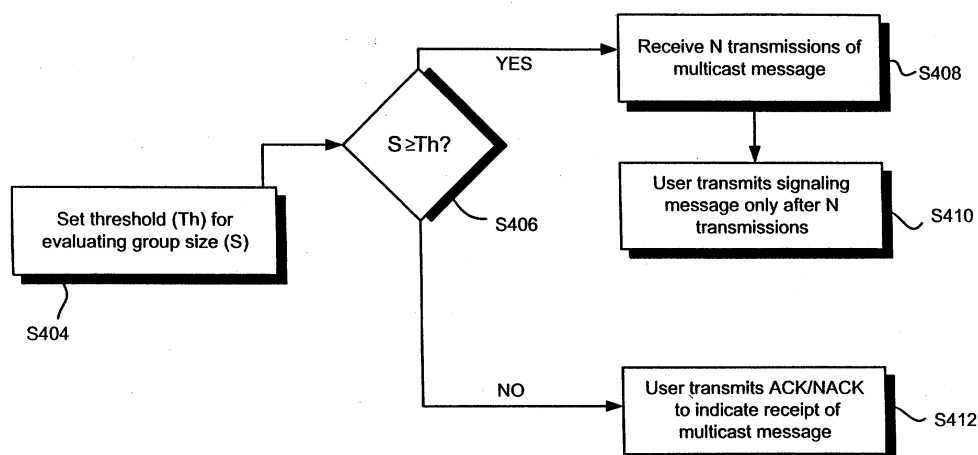 Receive N transmissions of
multicast message
YES
S408
S ≥Th?
User transmits signaling
message only after N
transmissions
Set threshold (Th) for
evaluating group size (S)
S406
S410
S404
NO
User transmits ACK/NACK
to indicate receipt of
multicast message
S412